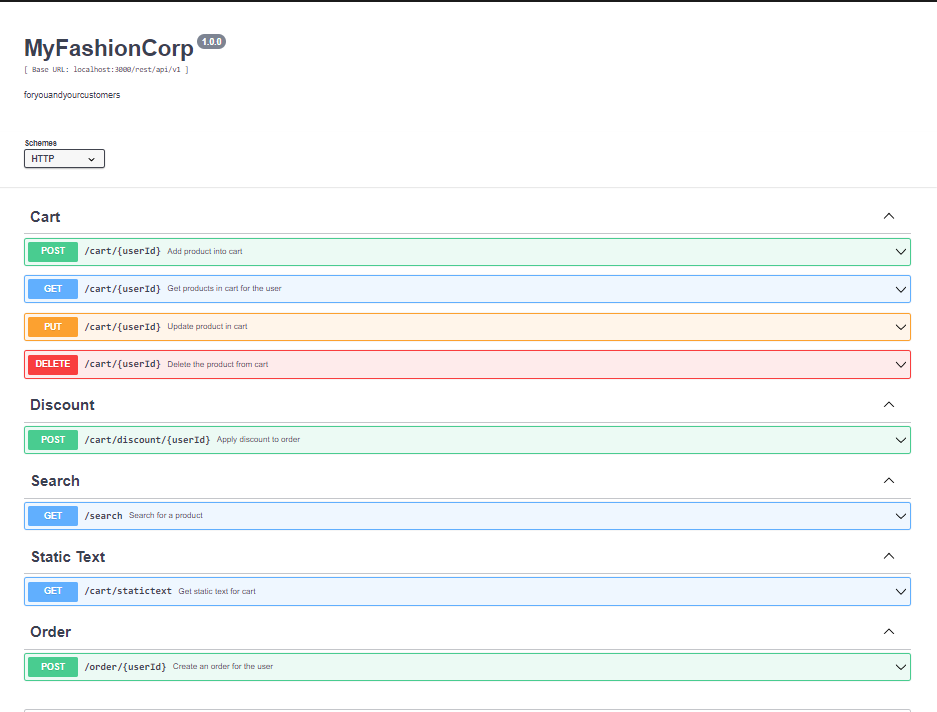 MyFashionCorp 1.0.0
[ Base URL: localhost:3000/rest/api/v1 ]
foryouandyourcustomers
Schemes
HTTP
Cart
POST /cart/{userId} Add product into cart
GET /cart/{userId} Get products in cart for the user
PUT /cart/{userId} Update product in cart
DELETE /cart/{userId} Delete the product from cart
Discount
POST /cart/discount/{userId} Apply discount to order
Search
GET /search Search for a product
Static Text
GET /cart/statictext Get static text for cart
Order
POST /order/{userId} Create an order for the user